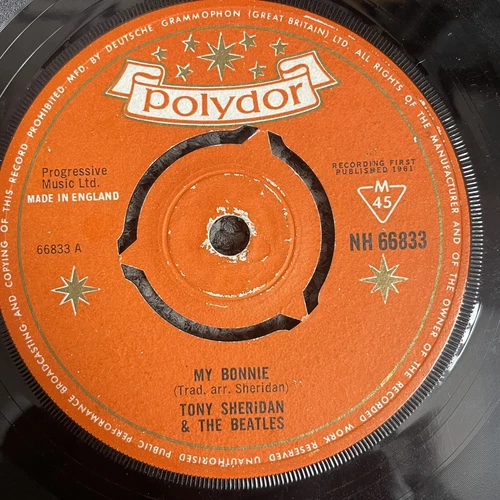 MFD. BY DEUTSCHE GRAMMOPHON (GREAT BRITAIN) LTD. ALL RIGHTS OF THE MANUFACTURER AND OF THE OWNER OF THE RECORDED WORK RESERVED UNAUTHORISED PUBLIC PERFORMANCE BROADCASTING AND COPYING OF THIS RECORD PROHIBITED.
polydor
Progressive
Music Ltd.
MADE IN ENGLAND
RECORDING FIRST
PUBLISHED 1961
M
45
66833 A
NH 66833
MY BONNIE
(Trad. arr. Sheridan)
TONY SHERIDAN
& THE BEATLES